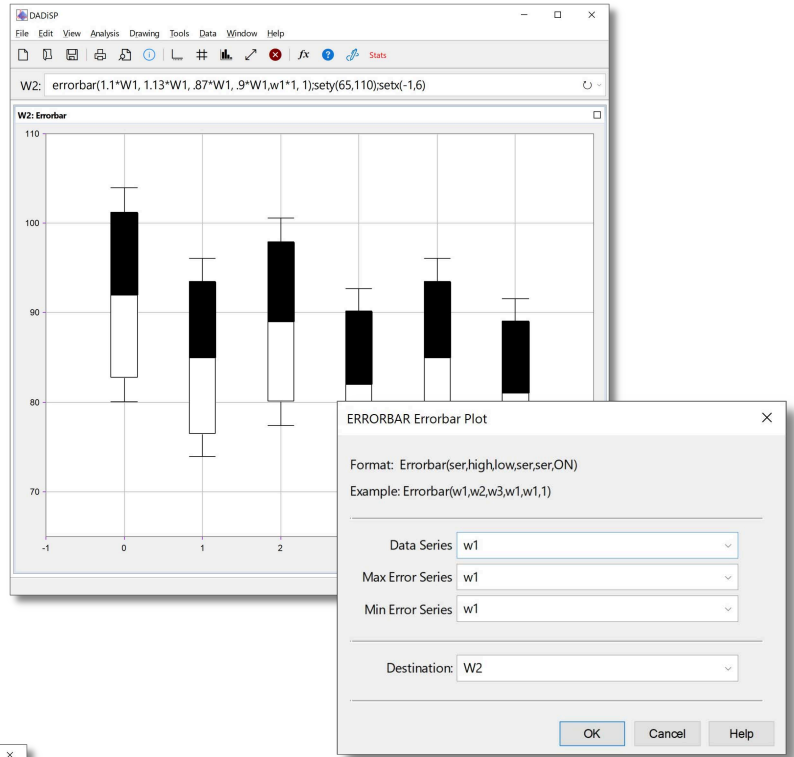 DADiSP
File Edit View Analysis Drawing Tools Data Window Help
fx Stats
W2: errorbar(1.1*W1, 1.13*W1, .87*W1, .9*W1,w1*1, 1);sety(65,110);setx(-1,6)
W2: Errorbar
110
100
90
80
70
-1 0 1 2
ERRORBAR Errorbar Plot
Format: Errorbar(ser,high,low,ser,ser,ON)
Example: Errorbar(w1,w2,w3,w1,w1,1)
Data Series w1
Max Error Series w1
Min Error Series w1
Destination: W2
OK Cancel Help